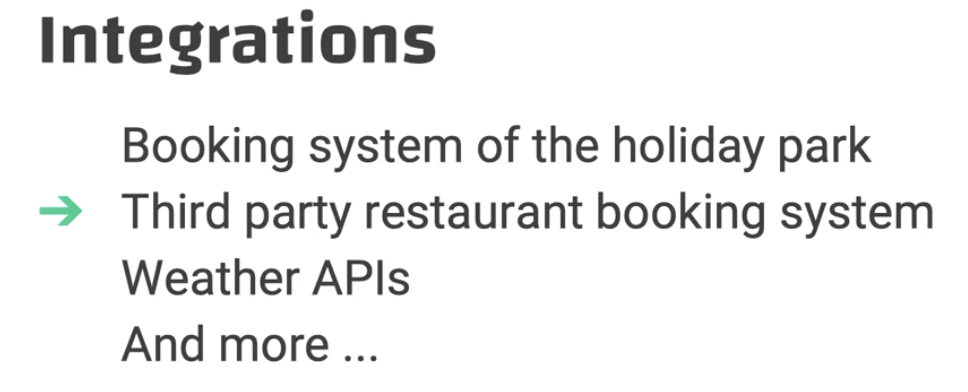 Integrations
Booking system of the holiday park
→ Third party restaurant booking system
Weather APIs
And more ...